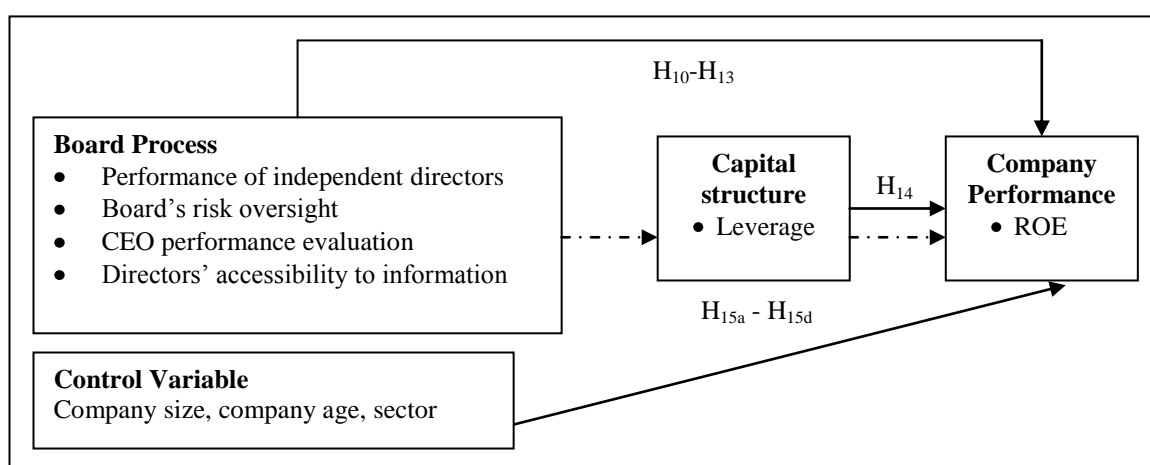 H10-H13
Board Process
• Performance of independent directors
• Board's risk oversight
• CEO performance evaluation
• Directors' accessibility to information
Capital
structure
• Leverage
H14
Company
Performance
• ROE
H15a - H15d
Control Variable
Company size, company age, sector